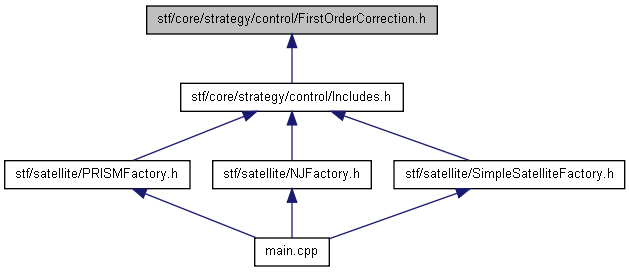 stf/core/strategy/control/FirstOrderCorrection.h
stf/core/strategy/control/Includes.h
stf/satellite/PRISMFactory.h
stf/satellite/NJFactory.h
stf/satellite/SimpleSatelliteFactory.h
main.cpp